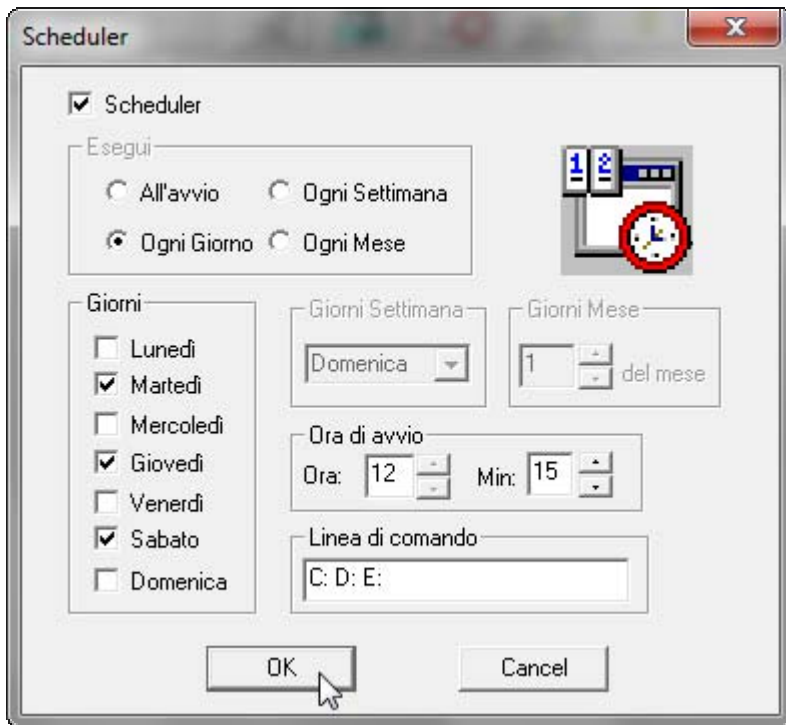 Scheduler
Scheduler
Esegui
All'avvio
Ogni Settimana
Ogni Giorno
Ogni Mese
1 2
Giorni
Lunedì
Martedì
Mercoledì
Giovedì
Venerdì
Sabato
Domenica
Giorni Settimana
Domenica
Giorni Mese
1 del mese
Ora di avvio
Ora: 12 Min: 15
Linea di comando
C: D: E:
OK
Cancel